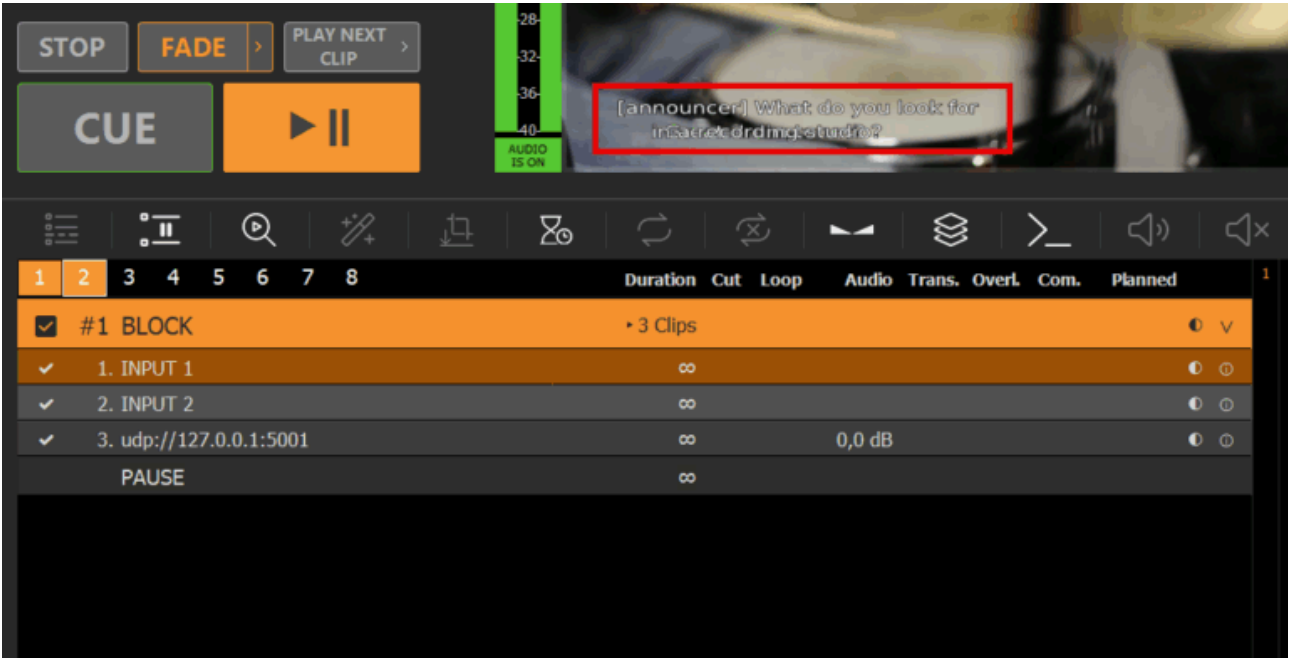 STOP
FADE
PLAY NEXT
CLIP
CUE
-28-
-32-
-36-
-40-
AUDIO
IS ON
[announcer] What do you look for
studio?
1 2 3 4 5 6 7 8 Duration Cut Loop Audio Trans. Overl. Com. Planned 1
#1 BLOCK ‣ 3 Clips
1. INPUT 1 ∞
2. INPUT 2 ∞
3. udp://127.0.0.1:5001 ∞ 0,0 dB
PAUSE ∞